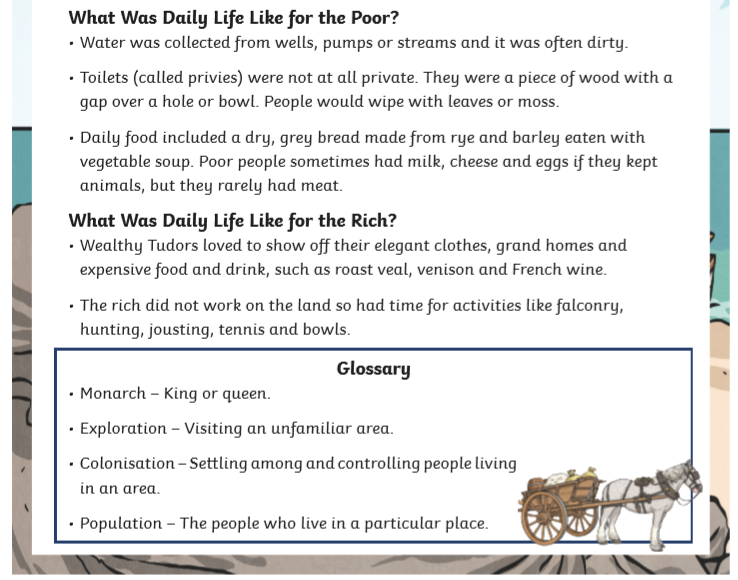 What Was Daily Life Like for the Poor?
• Water was collected from wells, pumps or streams and it was often dirty.
• Toilets (called privies) were not at all private. They were a piece of wood with a
gap over a hole or bowl. People would wipe with leaves or moss.
• Daily food included a dry, grey bread made from rye and barley eaten with
vegetable soup. Poor people sometimes had milk, cheese and eggs if they kept
animals, but they rarely had meat.
What Was Daily Life Like for the Rich?
• Wealthy Tudors loved to show off their elegant clothes, grand homes and
expensive food and drink, such as roast veal, venison and French wine.
• The rich did not work on the land so had time for activities like falconry,
hunting, jousting, tennis and bowls.
Glossary
• Monarch – King or queen.
• Exploration – Visiting an unfamiliar area.
• Colonisation – Settling among and controlling people living
in an area.
• Population – The people who live in a particular place.